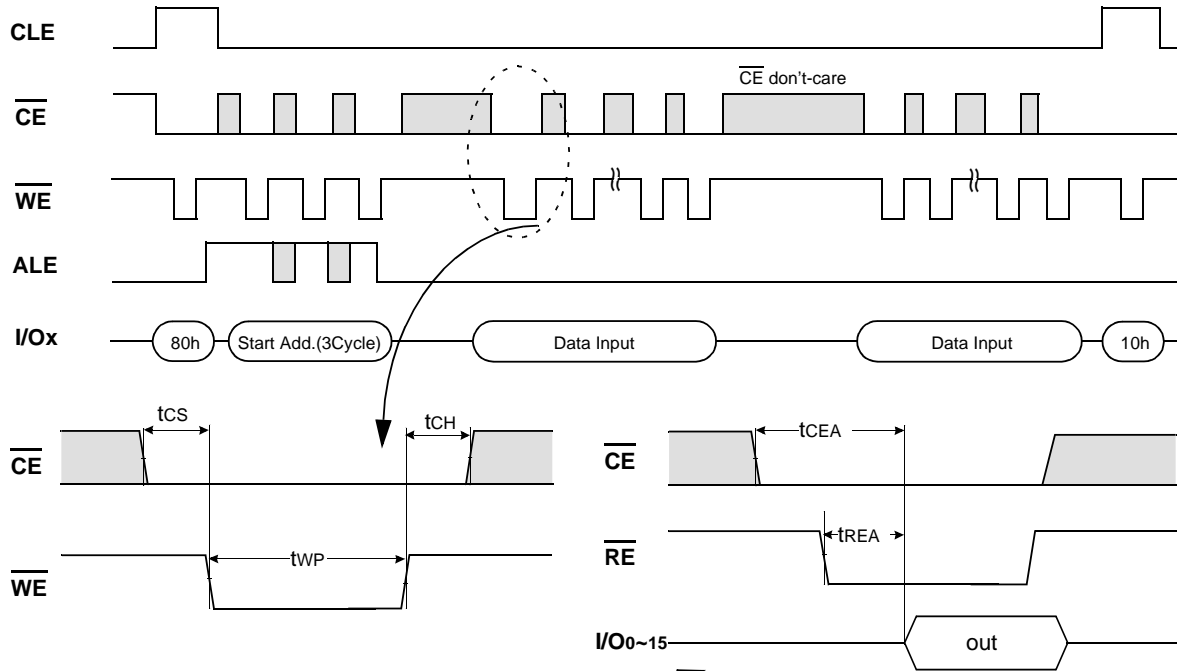 CLE
CE don't-care
CE
WE
ALE
I/Ox 80h Start Add.(3Cycle) Data Input Data Input 10h
tCS tCH tCEA
CE CE
tWP tREA RE
WE
I/O0~15 out